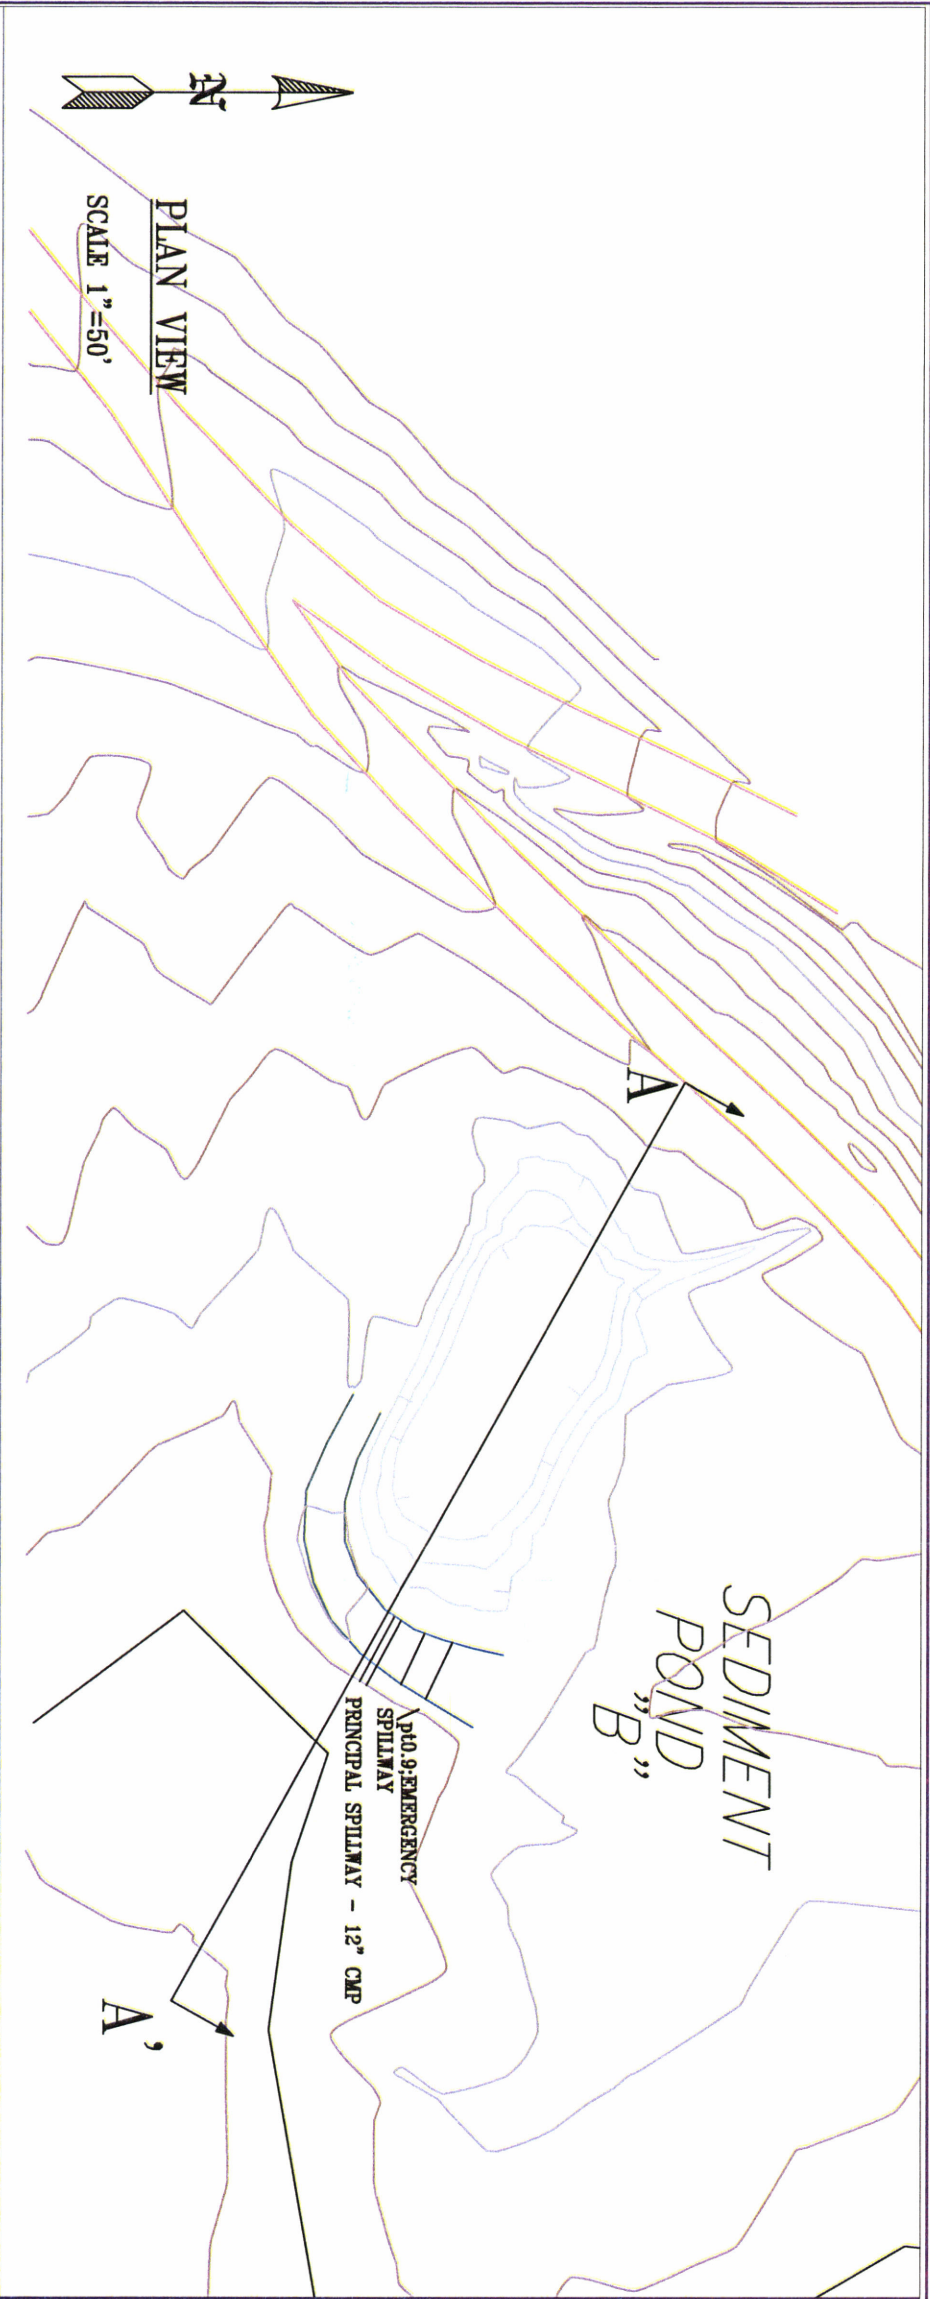 N
PLAN VIEW
SCALE 1"=50'
SEDIMENT
POND
"B"
A
\pt0.9;EMERGENCY
SPILLWAY
PRINCIPAL SPILLWAY - 12" CMP
A'